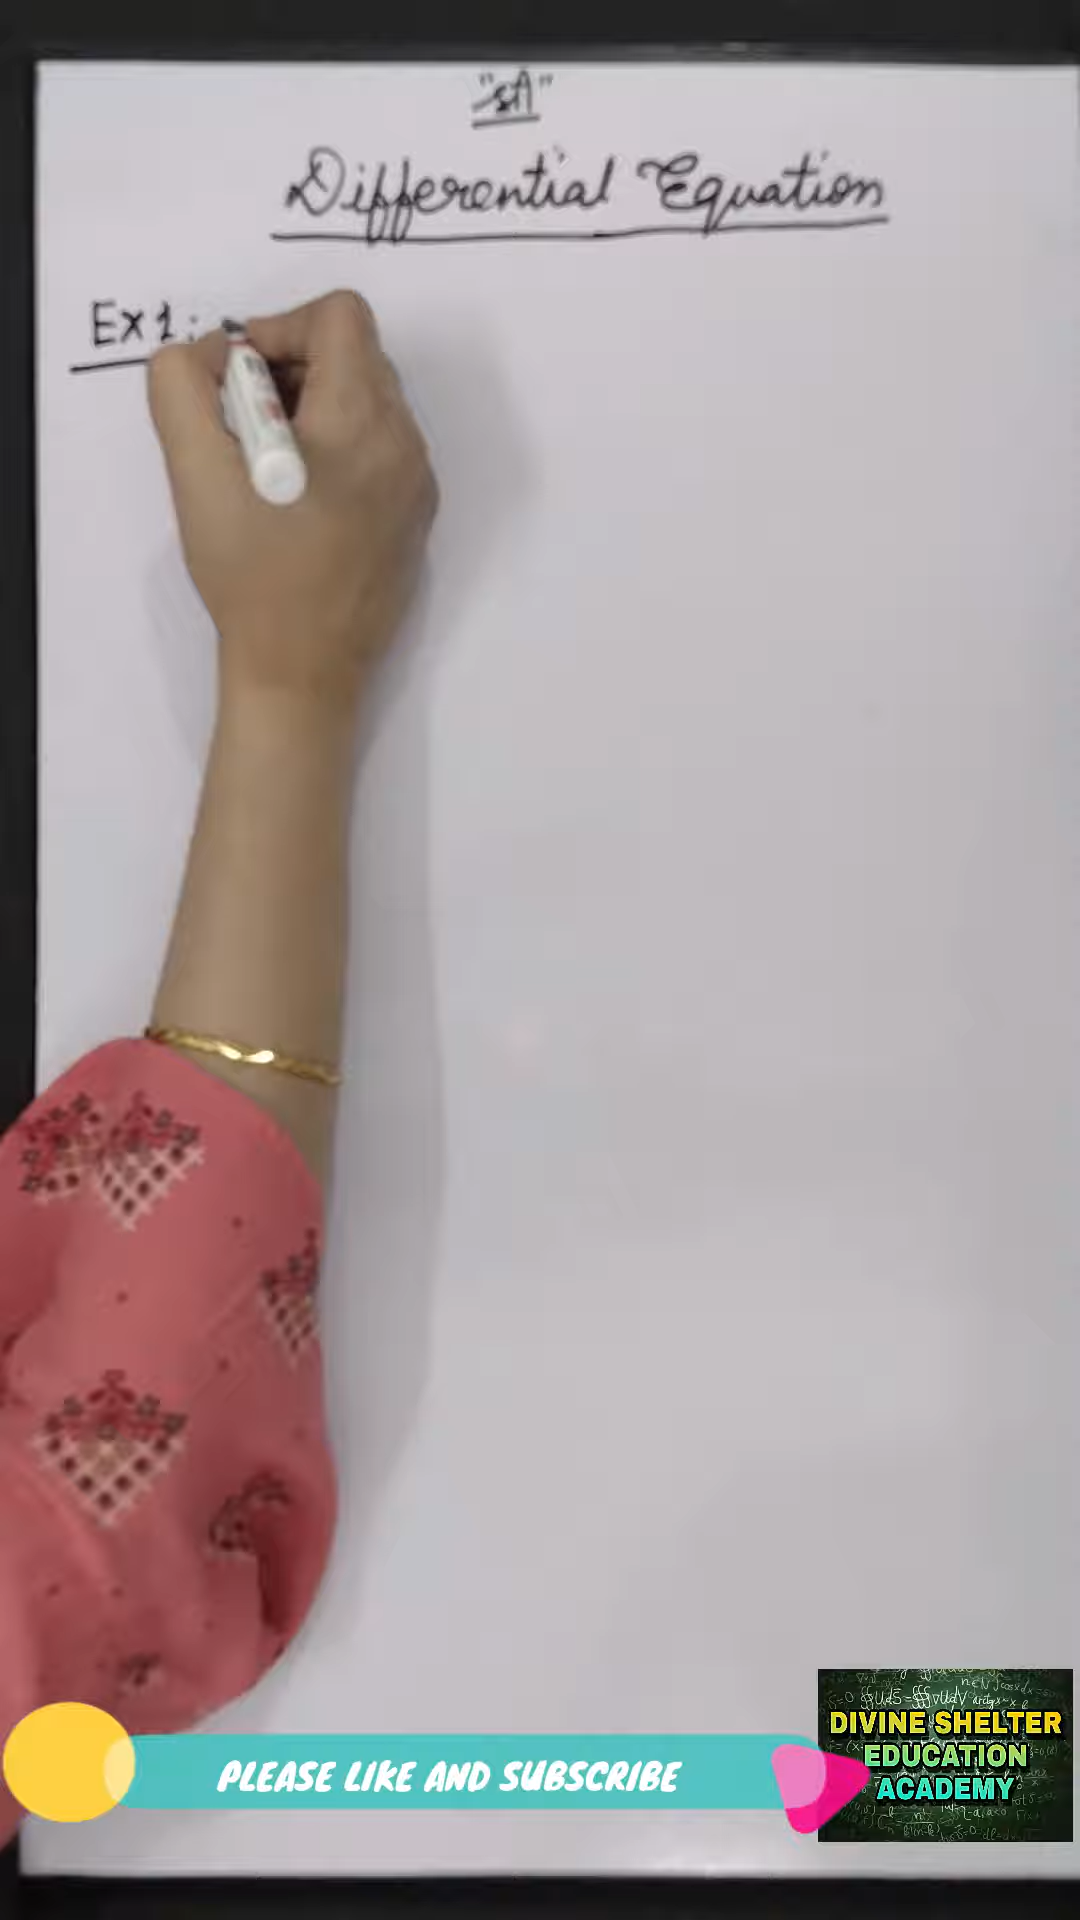 "sA"
Differential Equation
Ex 1:
PLEASE LIKE AND SUBSCRIBE
DIVINE SHELTER
EDUCATION
ACADEMY